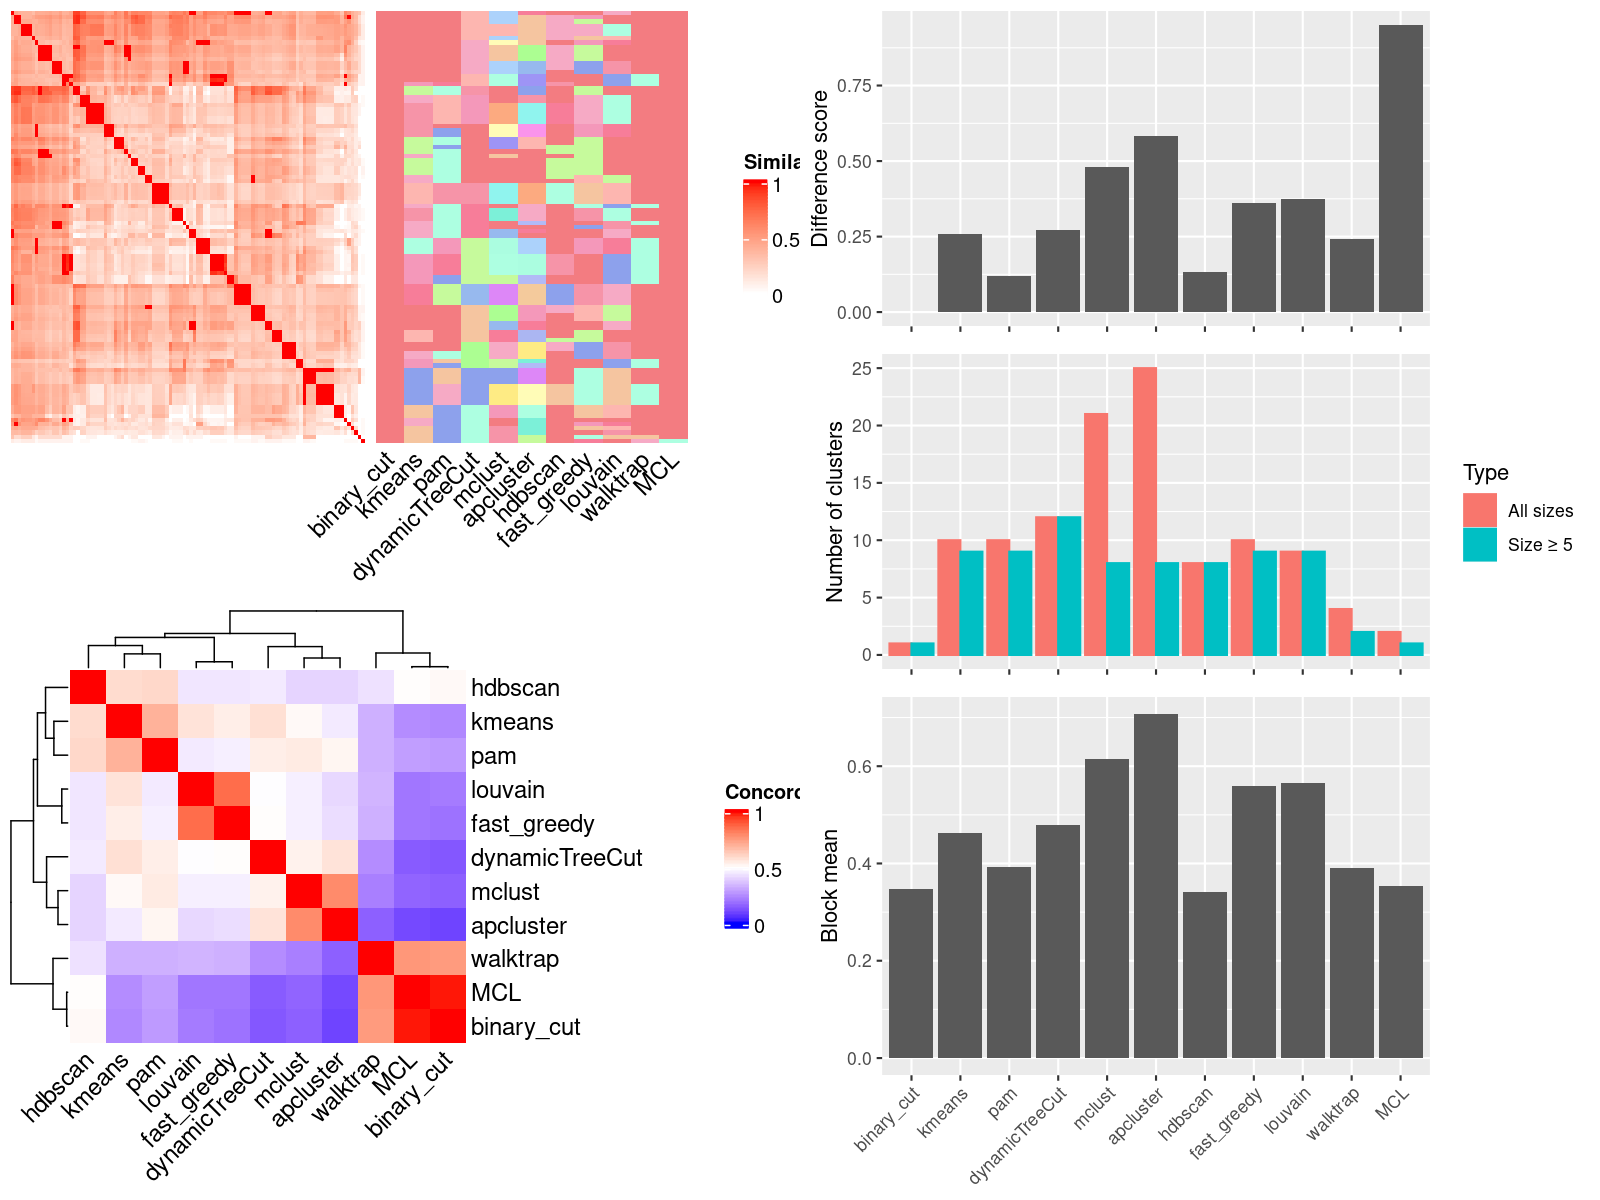 Simila
1
0.5
0
binary_cut
kmeans
pam
dynamicTreeCut
mclust
apcluster
hdbscan
fast_greedy
louvain
walktrap
MCL
hdbscan
kmeans
pam
louvain
fast_greedy
dynamicTreeCut
mclust
apcluster
walktrap
MCL
binary_cut
hdbscan
kmeans
pam
louvain
fast_greedy
dynamicTreeCut
mclust
apcluster
walktrap
MCL
binary_cut
Concord
1
0.5
0
Difference score
0.75
0.50
0.25
0.00
Number of clusters
25
20
15
10
5
0
Type
All sizes
Size ≥ 5
Block mean
0.6
0.4
0.2
0.0
binary_cut
kmeans
pam
dynamicTreeCut
mclust
apcluster
hdbscan
fast_greedy
louvain
walktrap
MCL